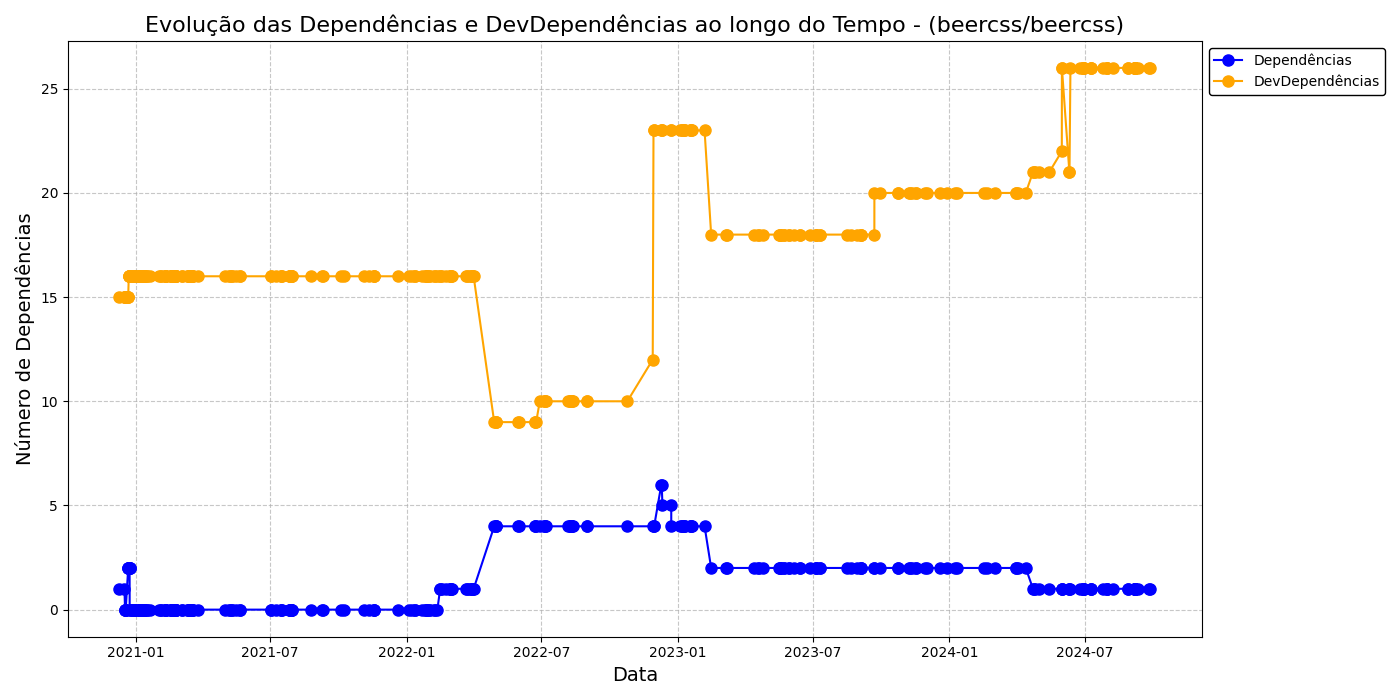 Evolução das Dependências e DevDependências ao longo do Tempo - (beercss/beercss)
Dependências
DevDependências
Número de Dependências
25
20
15
10
5
0
2021-01
2021-07
2022-01
2022-07
2023-01
2023-07
2024-01
2024-07
Data